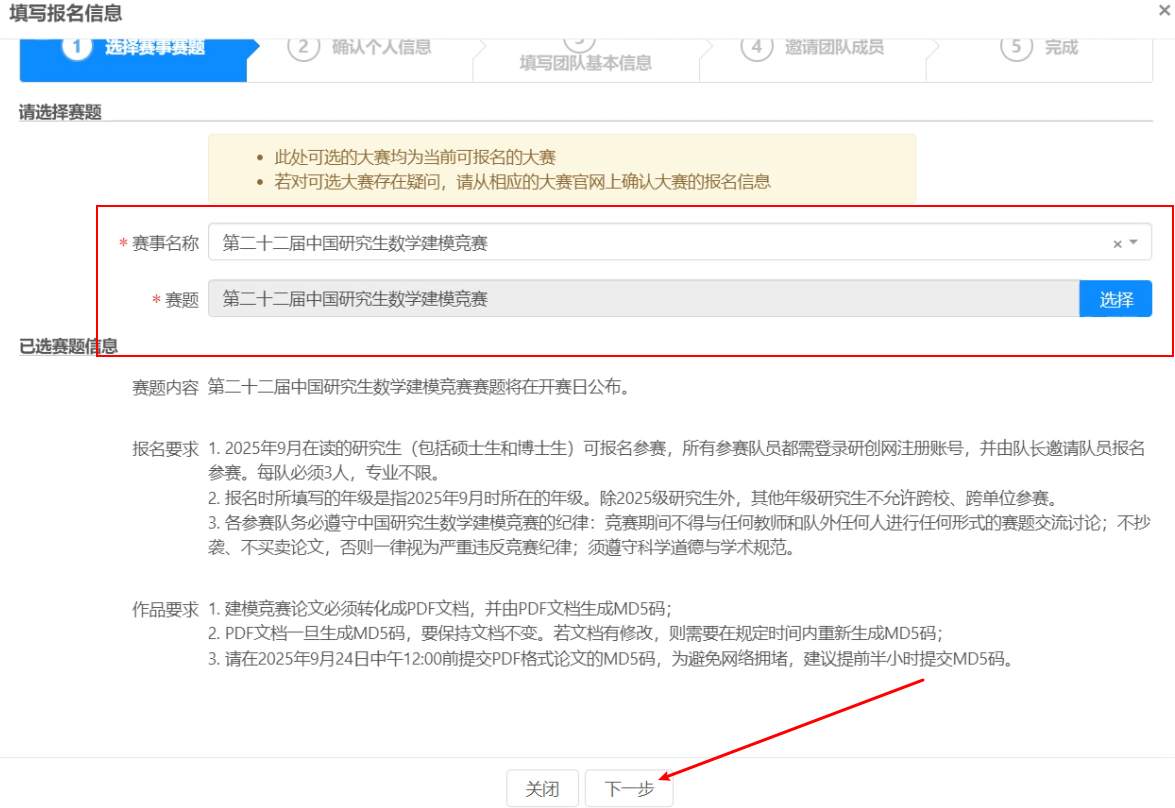 填写报名信息 ×
1 选择赛事赛题 2 确认个人信息 3 填写团队基本信息 4 邀请团队成员 5 完成
请选择赛题
• 此处可选的大赛均为当前可报名的大赛
• 若对可选大赛存在疑问，请从相应的大赛官网上确认大赛的报名信息
* 赛事名称 第二十二届中国研究生数学建模竞赛 ×
* 赛题 第二十二届中国研究生数学建模竞赛 选择
已选赛题信息
赛题内容 第二十二届中国研究生数学建模竞赛赛题将在开赛日公布。
报名要求 1. 2025年9月在读的研究生（包括硕士生和博士生）可报名参赛，所有参赛队员都需登录研创网注册账号，并由队长邀请队员报名
参赛。每队必须3人，专业不限。
2. 报名时所填写的年级是指2025年9月时所在的年级。除2025级研究生外，其他年级研究生不允许跨校、跨单位参赛。
3. 各参赛队务必遵守中国研究生数学建模竞赛的纪律：竞赛期间不得与任何教师和队外任何人进行任何形式的赛题交流讨论；不抄
袭、不买卖论文，否则一律视为严重违反竞赛纪律；须遵守科学道德与学术规范。
作品要求 1. 建模竞赛论文必须转化成PDF文档，并由PDF文档生成MD5码；
2. PDF文档一旦生成MD5码，要保持文档不变。若文档有修改，则需要在规定时间内重新生成MD5码；
3. 请在2025年9月24日中午12:00前提交PDF格式论文的MD5码，为避免网络拥堵，建议提前半小时提交MD5码。
关闭 下一步